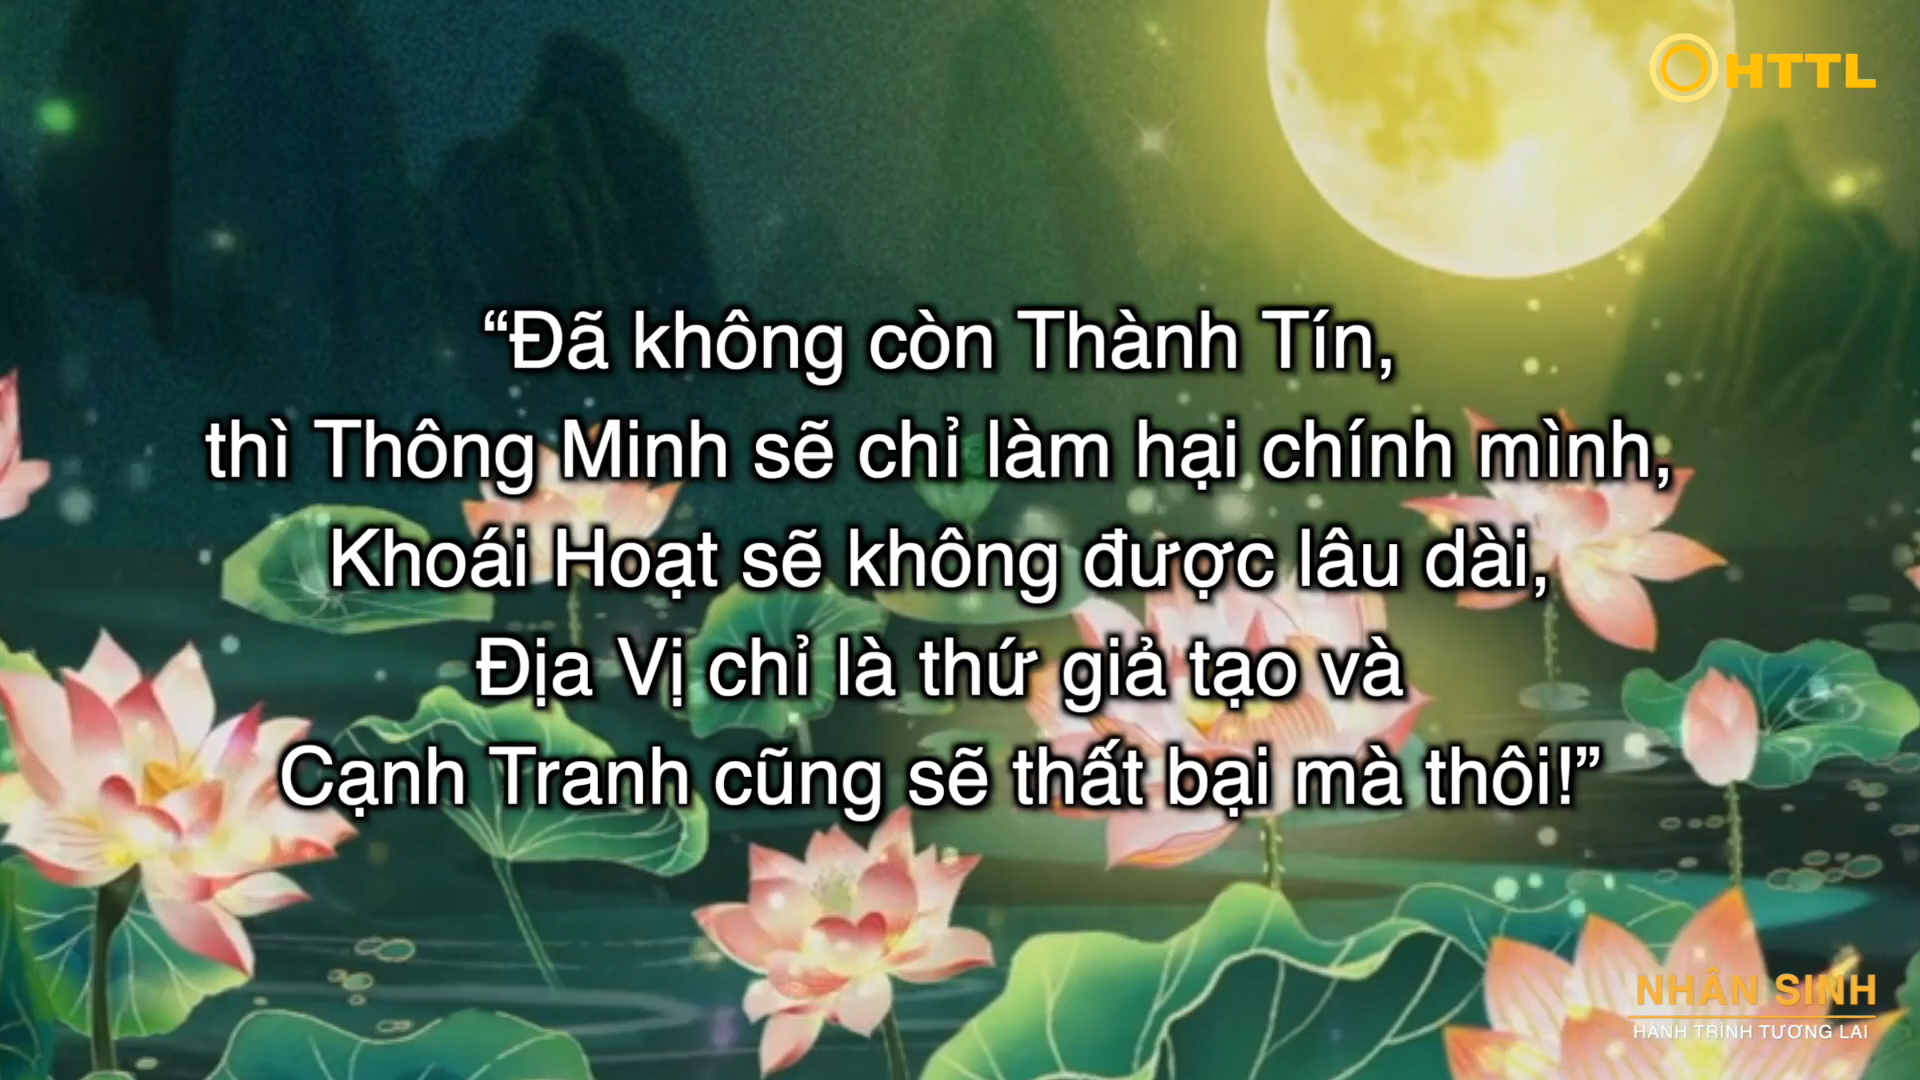 HTTL
“Đã không còn Thành Tín,
thì Thông Minh sẽ chỉ làm hại chính mình,
Khoái Hoạt sẽ không được lâu dài,
Địa Vị chỉ là thứ giả tạo và
Cạnh Tranh cũng sẽ thất bại mà thôi!”
NHÂN SINH
HÀNH TRÌNH TƯƠNG LAI